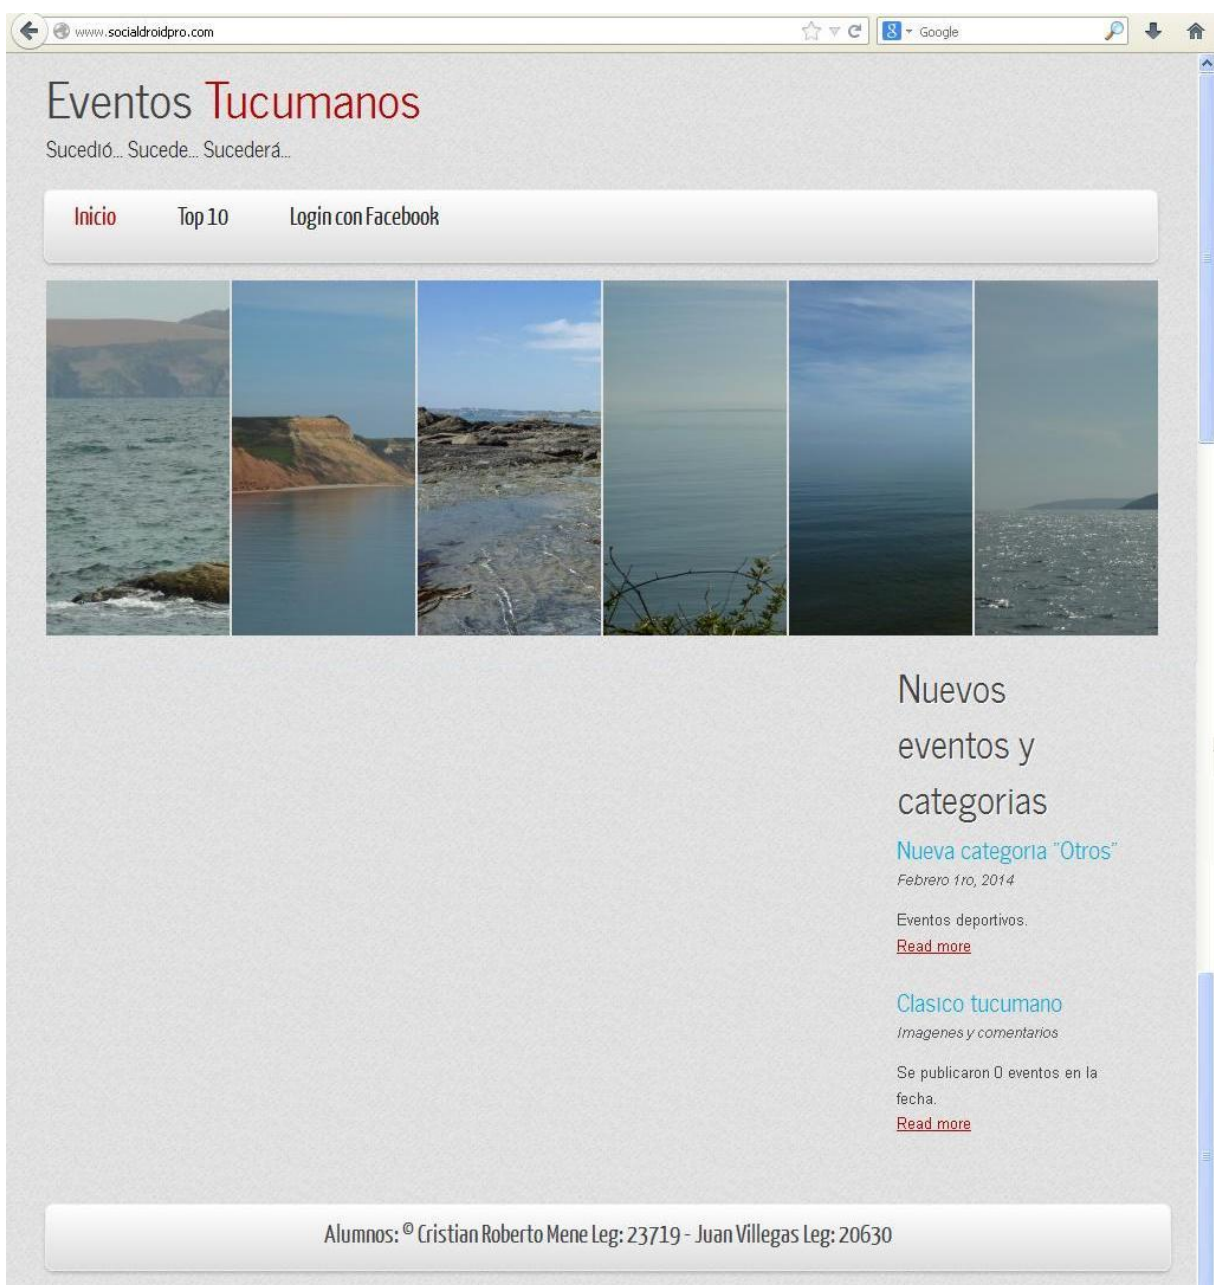 www.socialdroidpro.com
Google
Eventos Tucumanos
Sucedió... Sucede... Sucederá...
Inicio Top 10 Login con Facebook
Nuevos
eventos y
categorias
Nueva categoria "Otros"
Febrero 1ro, 2014
Eventos deportivos.
Read more
Clasico tucumano
Imagenes y comentarios
Se publicaron 0 eventos en la
fecha.
Read more
Alumnos: © Cristian Roberto Mene Leg: 23719 - Juan Villegas Leg: 20630